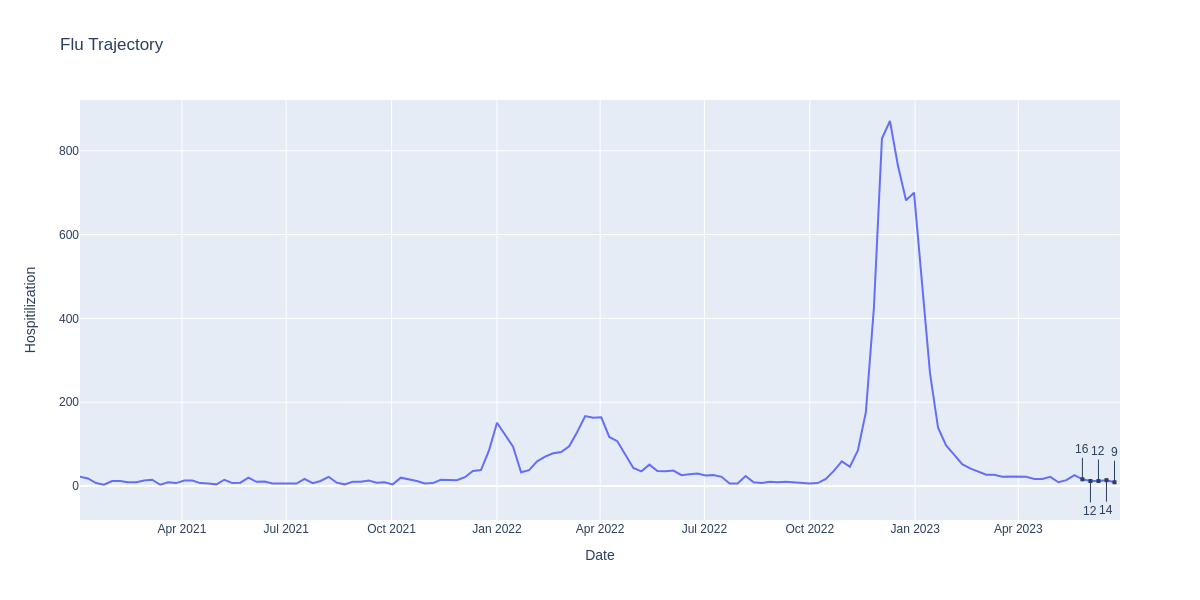 Flu Trajectory
Hospitilization
800
600
400
200
0
16 12 9
12 14
Apr 2021 Jul 2021 Oct 2021 Jan 2022 Apr 2022 Jul 2022 Oct 2022 Jan 2023 Apr 2023
Date